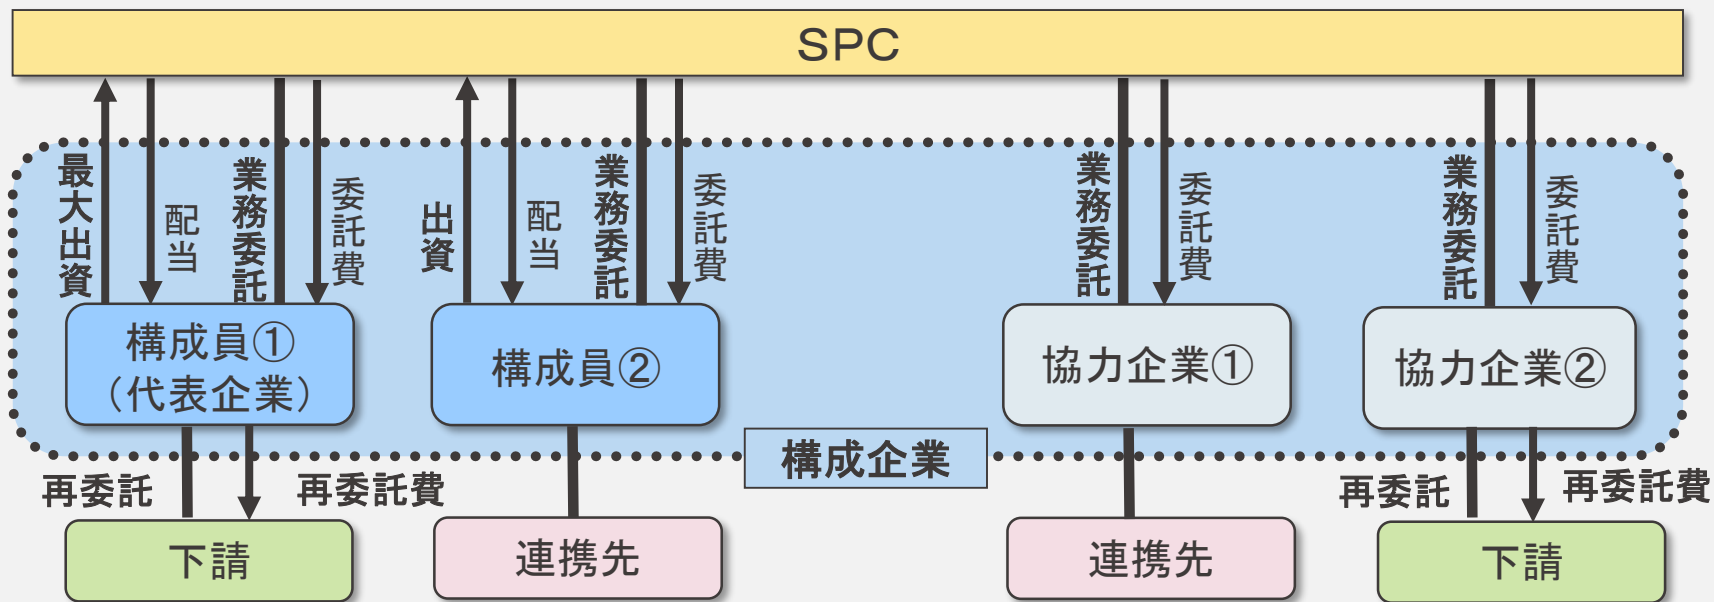 SPC
最大出資
配当
業務委託
委託費
出資
配当
業務委託
委託費
業務委託
委託費
業務委託
委託費
構成員①
（代表企業）
構成員②
協力企業①
協力企業②
構成企業
再委託
再委託費
再委託
再委託費
下請
連携先
連携先
下請